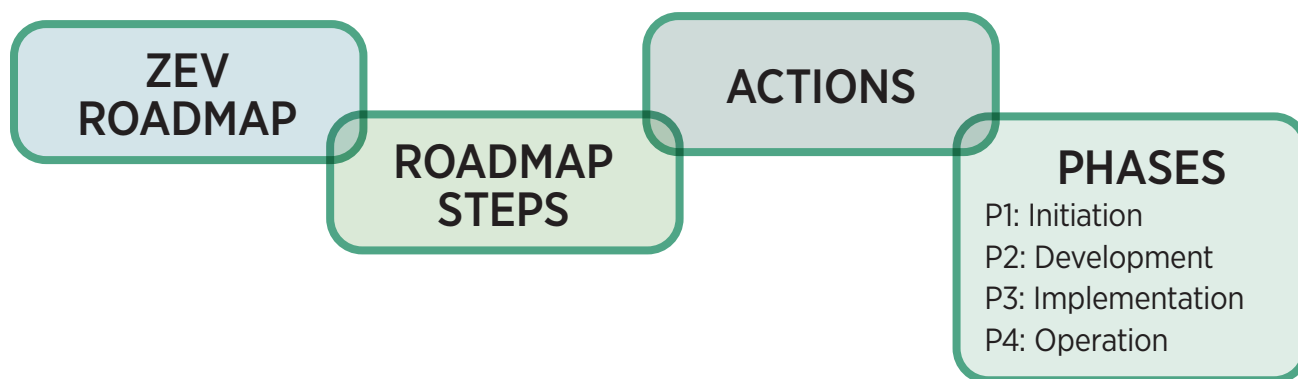 ZEV
ROADMAP
ROADMAP
STEPS
ACTIONS
PHASES
P1: Initiation
P2: Development
P3: Implementation
P4: Operation